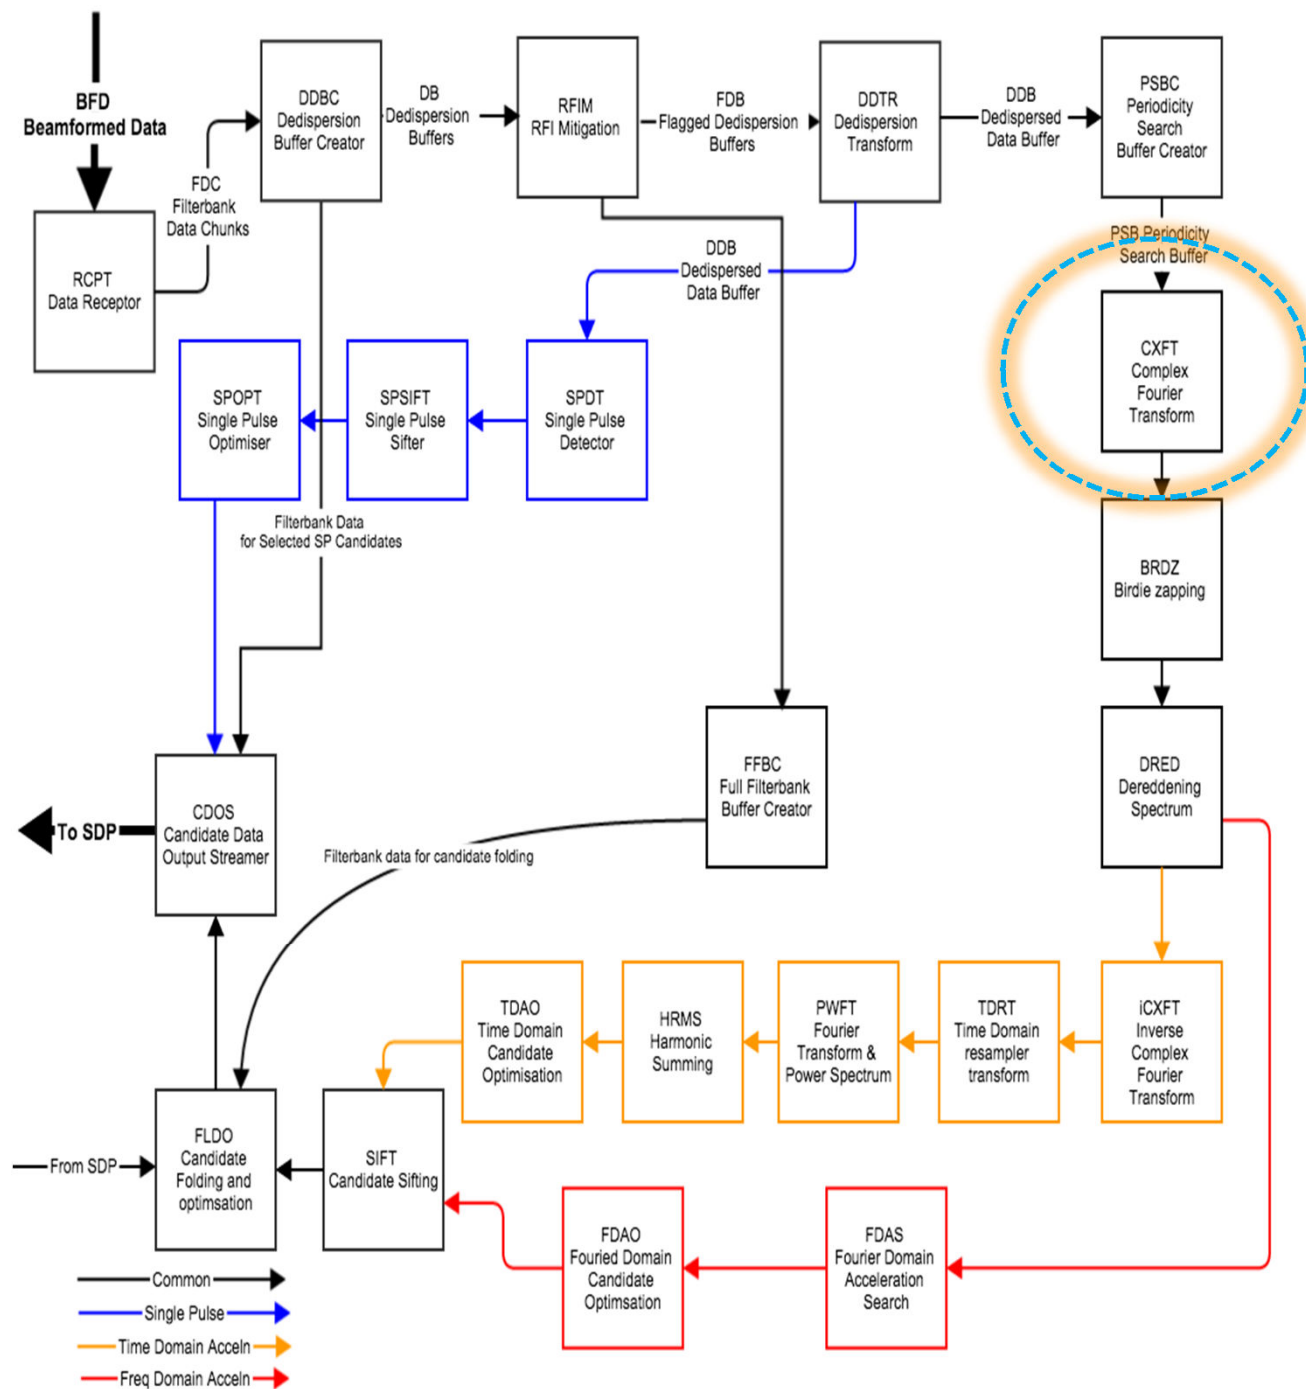 BFD
Beamformed Data
RCPT
Data Receptor
FDC
Filterbank
Data Chunks
DDBC
Dedispersion
Buffer Creator
DB
Dedispersion
Buffers
RFIM
RFI Mitigation
FDB
Flagged Dedispersion
Buffers
DDTR
Dedispersion
Transform
DDB
Dedispersed
Data Buffer
PSBC
Periodicity
Search
Buffer Creator
PSB Periodicity
Search Buffer
CXFT
Complex
Fourier
Transform
DDB
Dedispersed
Data Buffer
SPOPT
Single Pulse
Optimiser
SPSIFT
Single Pulse
Sifter
SPDT
Single Pulse
Detector
Filterbank Data
for Selected SP Candidates
BRDZ
Birdie zapping
DRED
Dereddening
Spectrum
FFBC
Full Filterbank
Buffer Creator
CDOS
Candidate Data
Output Streamer
To SDP
Filterbank data for candidate folding
TDAO
Time Domain
Candidate
Optimisation
HRMS
Harmonic
Summing
PWFT
Fourier
Transform &
Power Spectrum
TDRT
Time Domain
resampler
transform
iCXFT
Inverse
Complex
Fourier
Transform
From SDP
FLDO
Candidate
Folding and
optimsation
SIFT
Candidate Sifting
FDAO
Fouried Domain
Candidate
Optimsation
FDAS
Fourier Domain
Acceleration
Search
Common
Single Pulse
Time Domain Acceln
Freq Domain Acceln